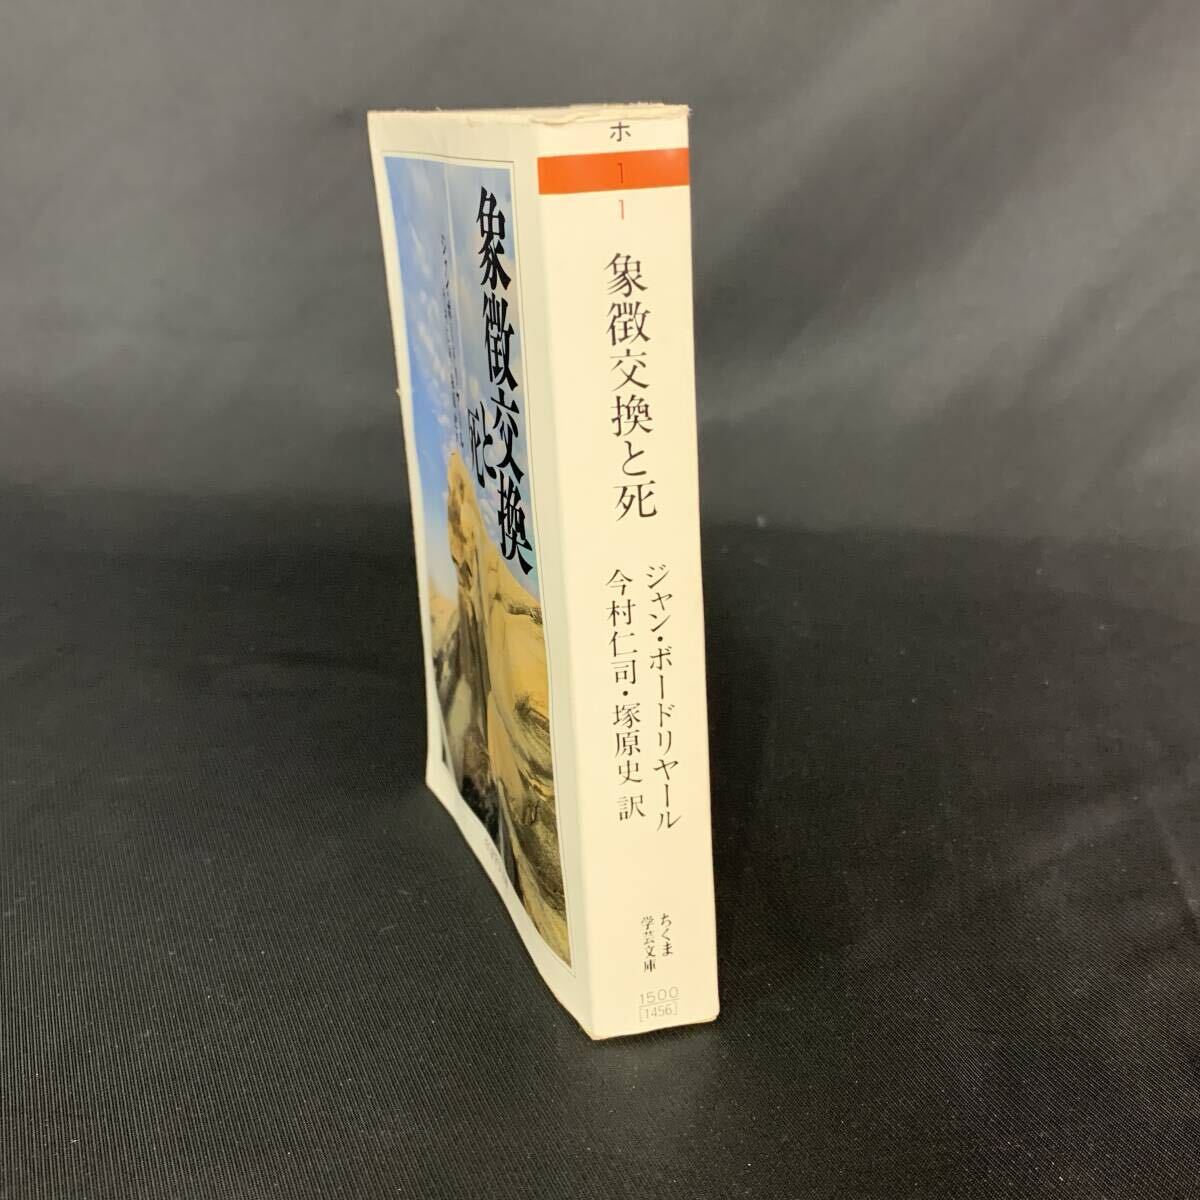 ホ
1
1
象徴交換と死
ジャン・ボードリヤール
今村仁司・塚原史 訳
ちくま
学芸文庫
1500
[1456]
象徴交換
と死